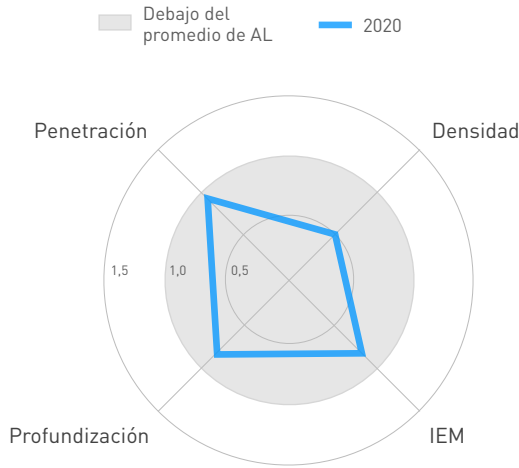 Debajo del
promedio de AL
2020
Penetración
Densidad
1,5
1,0
0,5
Profundización
IEM